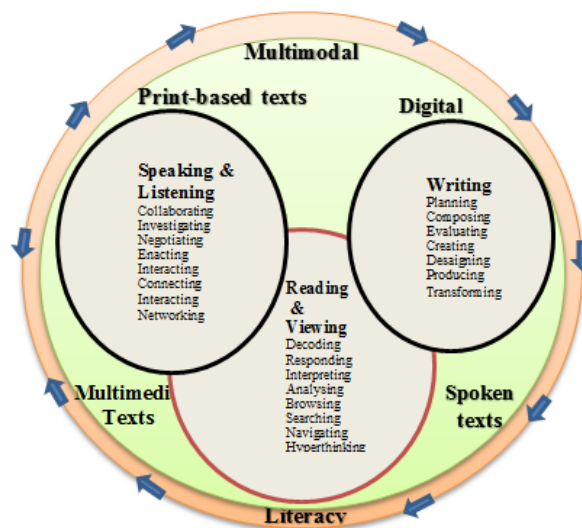 Multimodal
Print-based texts
Digital
Speaking &
Listening
Collaborating
Investigating
Negotiating
Enacting
Interacting
Connecting
Interacting
Networking
Writing
Planning
Composing
Evaluating
Creating
Desaigning
Producing
Transforming
Reading
&
Viewing
Decoding
Responding
Interpreting
Analysing
Browsing
Searching
Navigating
Hyperthinking
Multimedi
Texts
Spoken
texts
Literacy